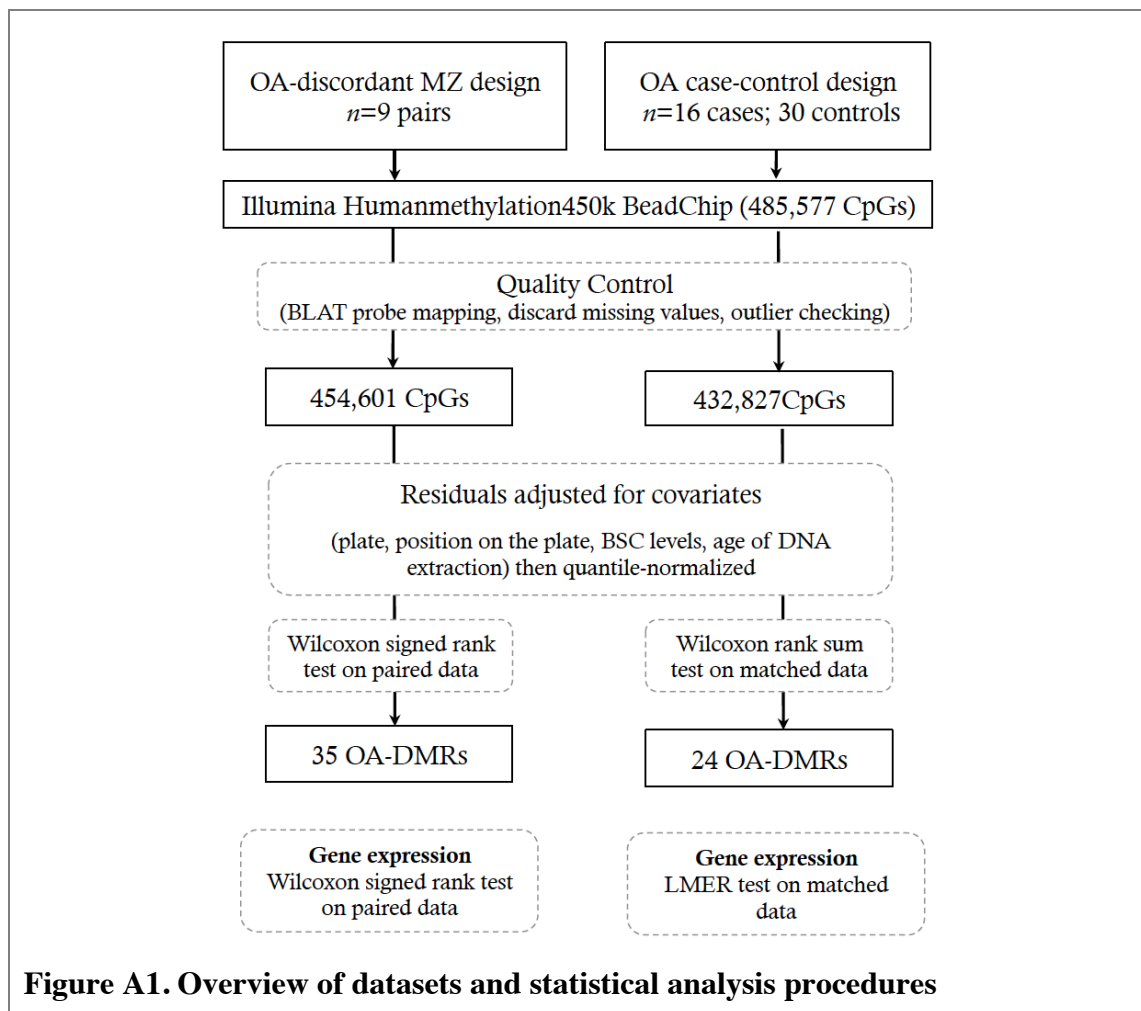 OA-discordant MZ design
n=9 pairs
OA case-control design
n=16 cases; 30 controls
Illumina Humanmethylation450k BeadChip (485,577 CpGs)
Quality Control
(BLAT probe mapping, discard missing values, outlier checking)
454,601 CpGs
432,827CpGs
Residuals adjusted for covariates
(plate, position on the plate, BSC levels, age of DNA
extraction) then quantile-normalized
Wilcoxon signed rank
test on paired data
Wilcoxon rank sum
test on matched data
35 OA-DMRs
24 OA-DMRs
Gene expression
Wilcoxon signed rank test
on paired data
Gene expression
LMER test on matched
data
Figure A1. Overview of datasets and statistical analysis procedures